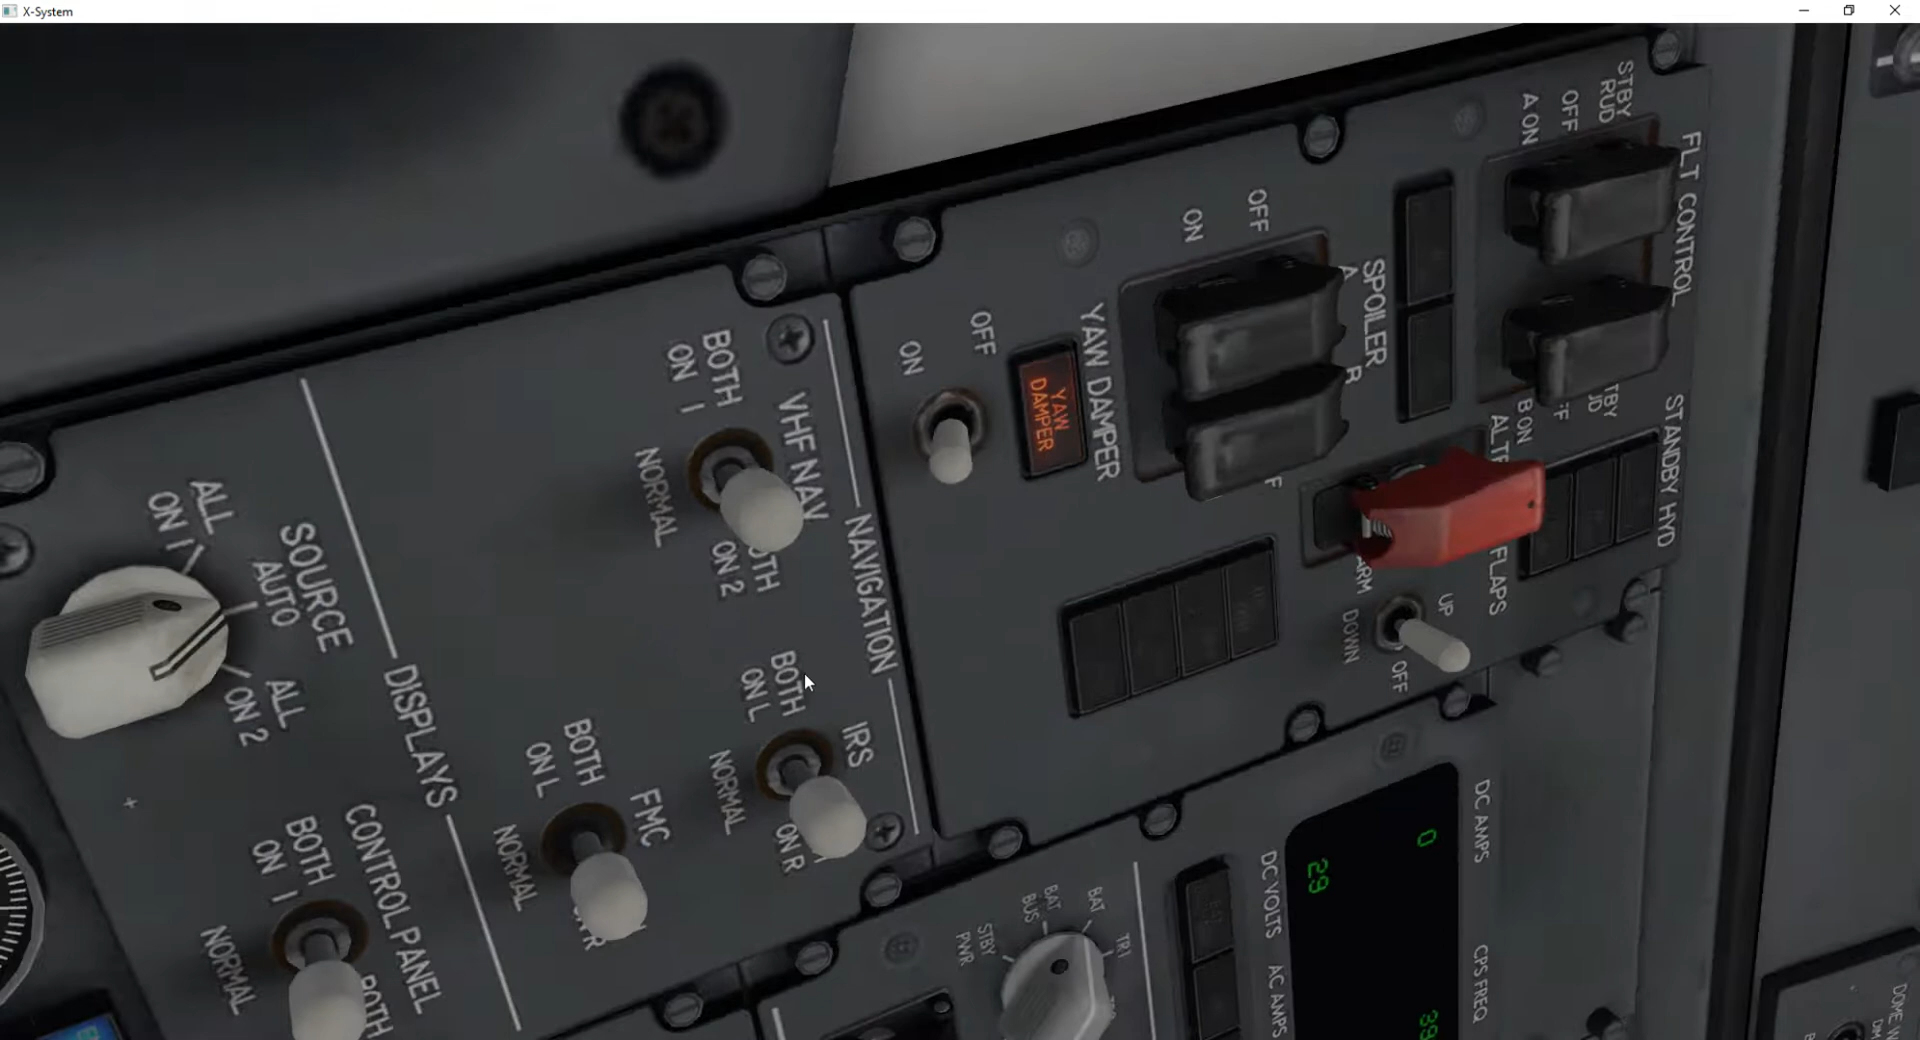 X-System
FLT CONTROL
STBY
RUD
OFF
A ON
B ON
SPOILER
A
OFF
ON
YAW DAMPER
YAW
DAMPER
OFF
ON
STANDBY HYD
FLAPS
UP
OFF
DOWN
NAVIGATION
VHF NAV
BOTH
ON 1
NORMAL
ON 2
IRS
BOTH
ON L
NORMAL
ON R
FMC
BOTH
ON L
NORMAL
DISPLAYS
SOURCE
ALL
ON 1
AUTO
ALL
ON 2
CONTROL PANEL
BOTH
ON 1
NORMAL
BOTH
DC AMPS
0
CPS FREQ
DC VOLTS
29
AC AMPS
STBY
PWR
BAT
BUS
BAT
TR1